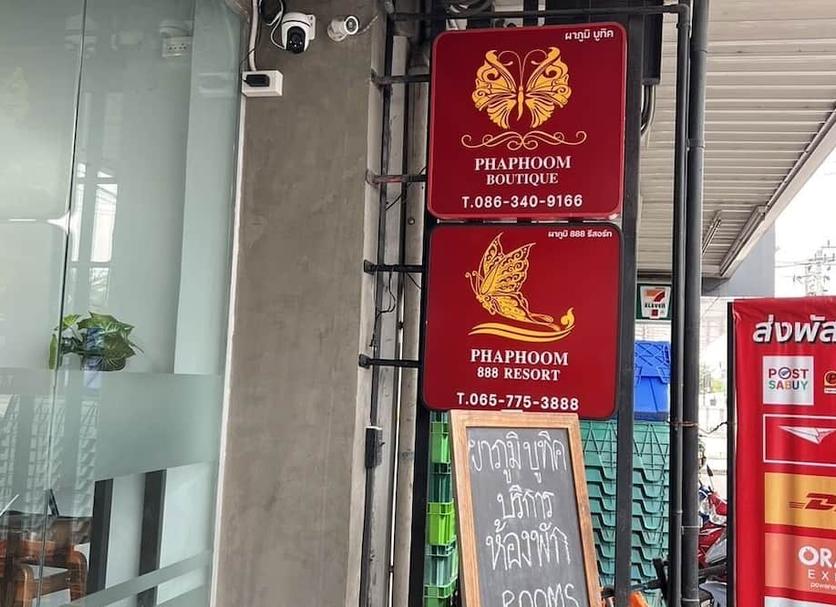 ผาภูมิ บูทิค
PHAPHOOM
BOUTIQUE
T.086-340-9166
ผาภูมิ 888 รีสอร์ท
PHAPHOOM
888 RESORT
T.065-775-3888
ผาภูมิ บูทิค
บริการ
ห้องพัก
ROOMS
7
ELEVEN
ส่งพัส
POST
SABUY